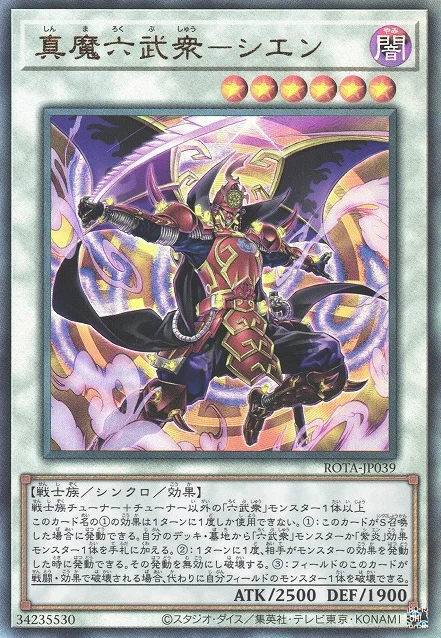 真魔六武衆-シエン
闇
ROTA-JP039
【戦士族/シンクロ/効果】
戦士族チューナー+チューナー以外の「六武衆」モンスター1体以上
このカード名の①の効果は1ターンに1度しか使用できない。①:このカードがS召喚
した場合に発動できる。自分のデッキ・墓地から「六武衆」モンスターか「紫炎」効果
モンスター1体を手札に加える。②:1ターンに1度、相手がモンスターの効果を発動
した時に発動できる。その発動を無効にし破壊する。③:フィールドのこのカードが
戦闘・効果で破壊される場合、代わりに自分フィールドのモンスター1体を破壊できる。
ATK/2500 DEF/1900
34235530
©スタジオ・ダイス/集英社・テレビ東京・KONAMI